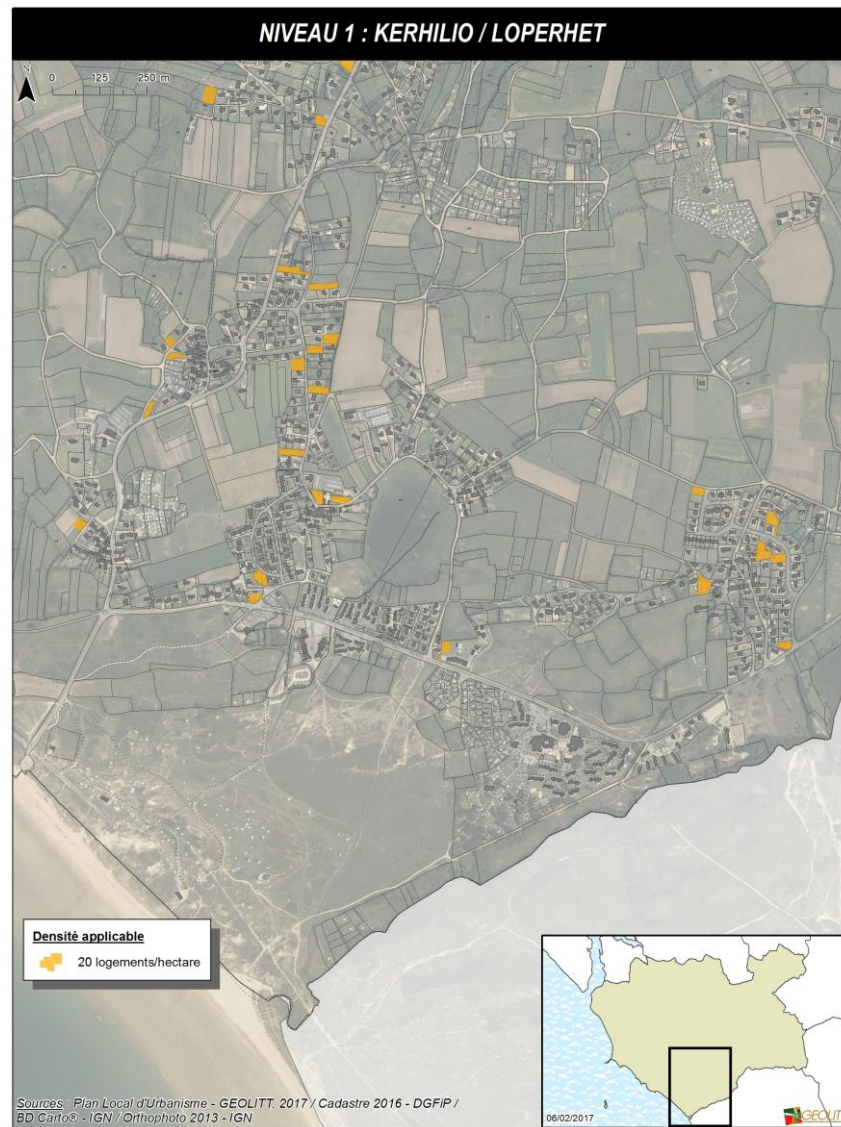 NIVEAU 1 : KERHILIO / LOPERHET
N
0 125 250 m
Densité applicable
20 logements/hectare
Sources : Plan Local d'Urbanisme - GEOLITT, 2017 / Cadastre 2016 - DGFiP /
BD Carto® - IGN / Orthophoto 2013 - IGN
06/02/2017
GEOLITT